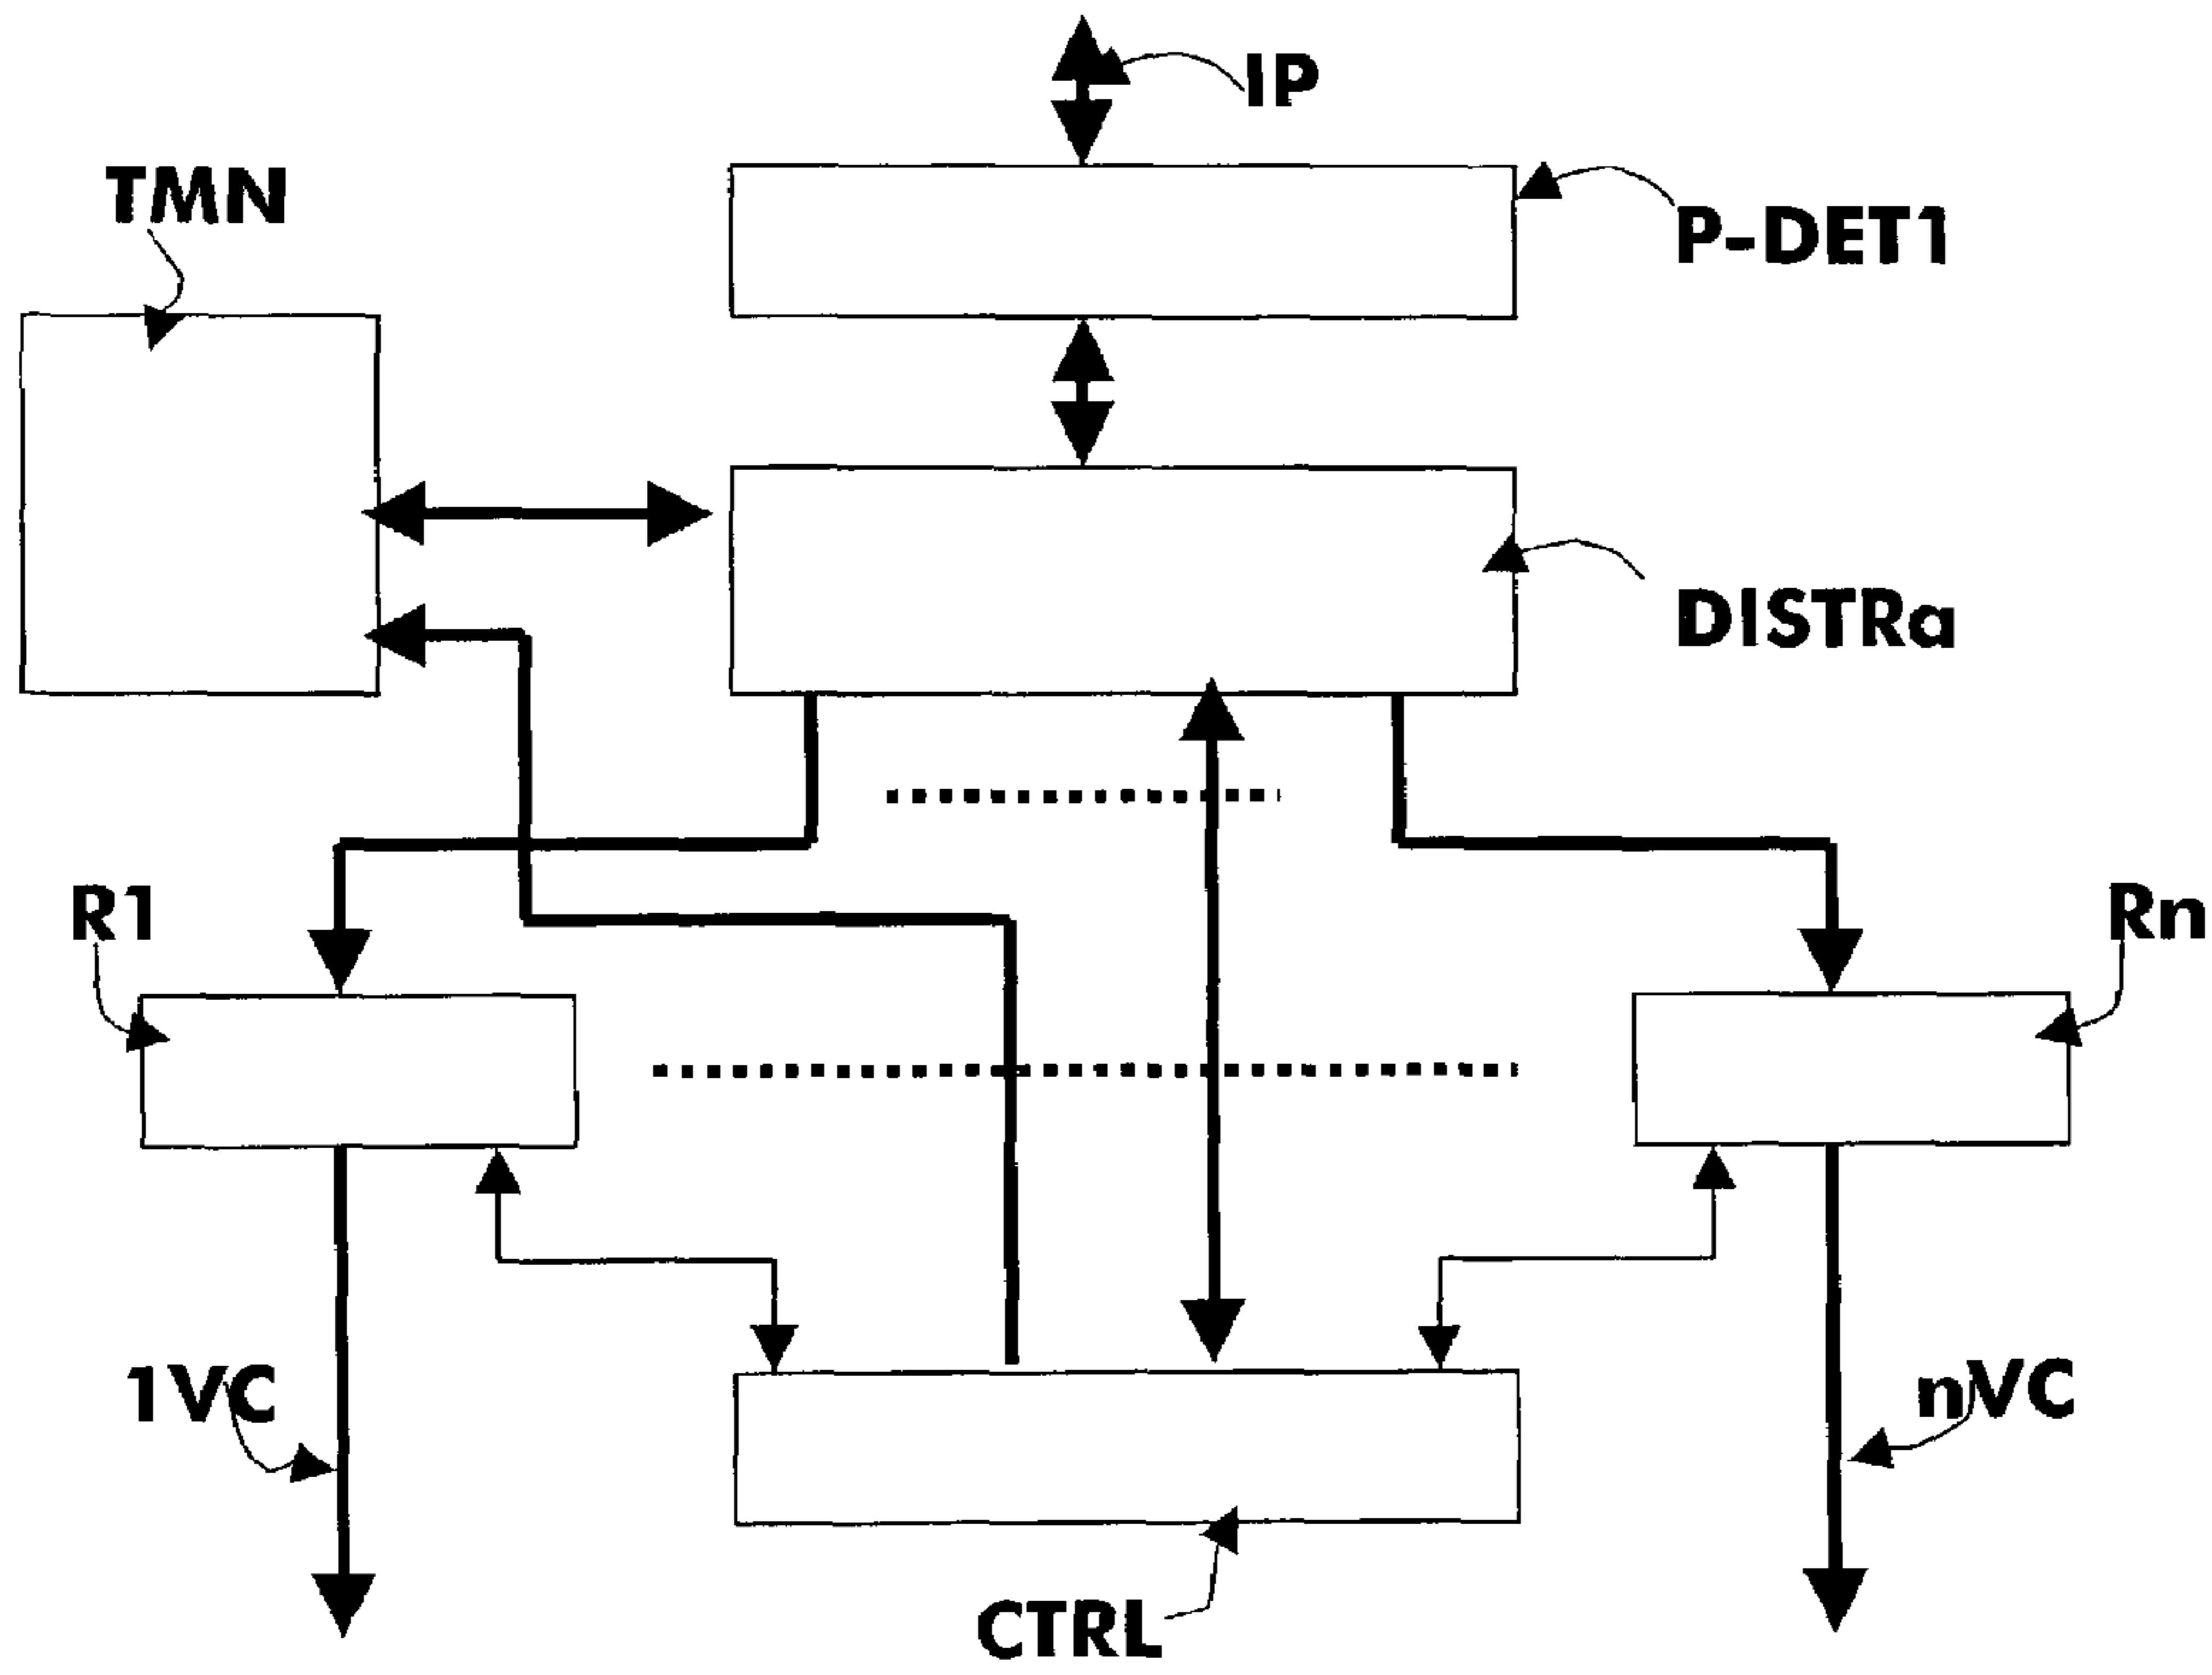 IP
TMN
P-DET1
DISTRa
R1
Rn
1VC
nVC
CTRL